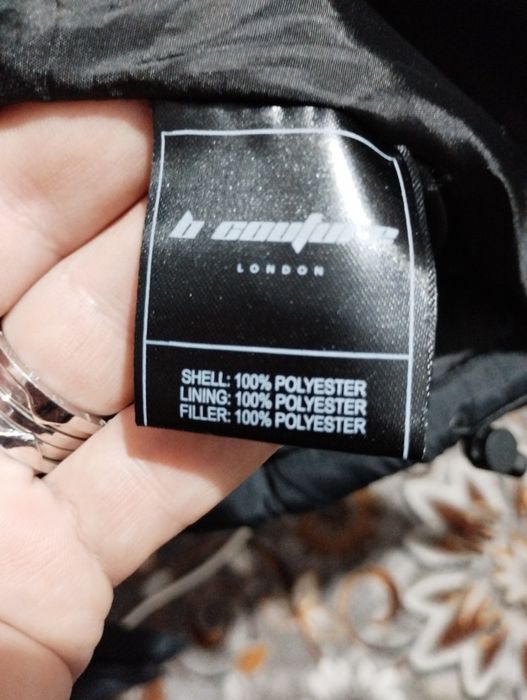 b couture
LONDON
SHELL: 100% POLYESTER
LINING: 100% POLYESTER
FILLER: 100% POLYESTER